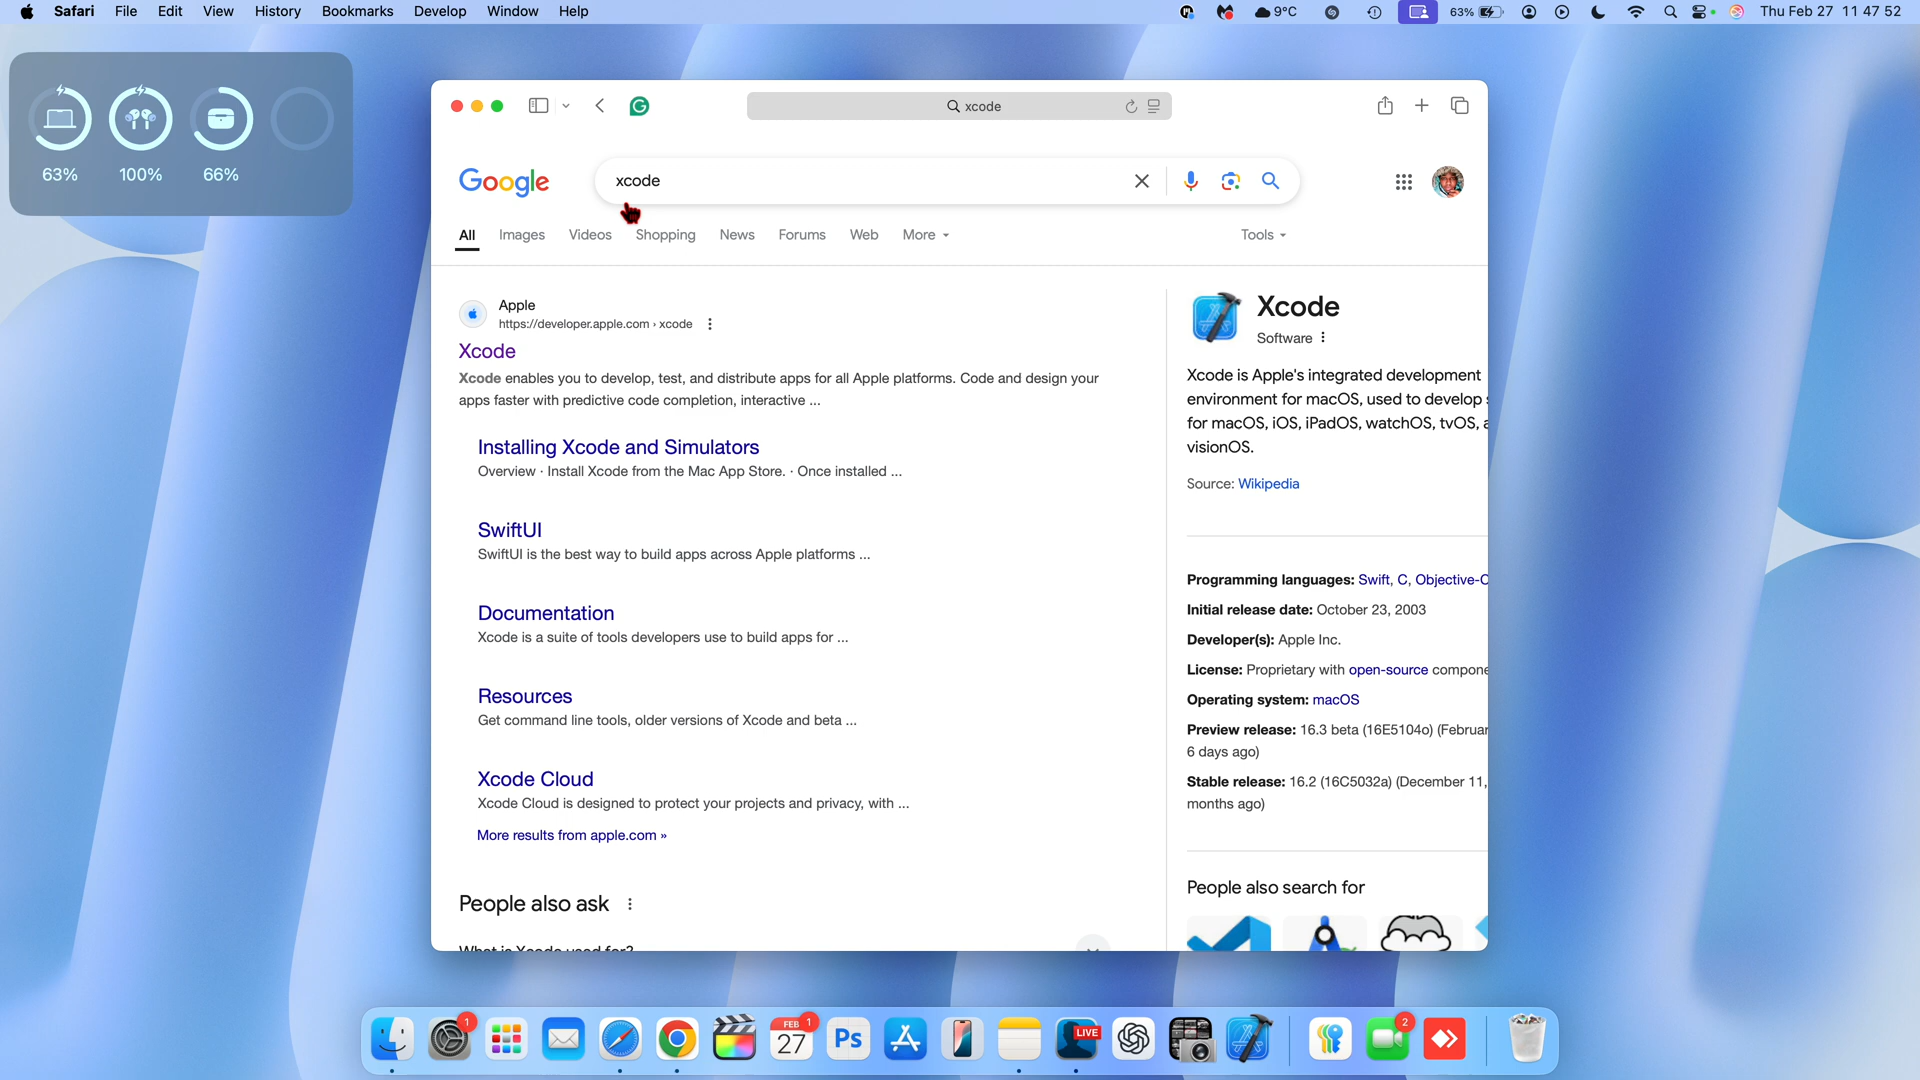 Safari File Edit View History Bookmarks Develop Window Help
9°C 63% Thu Feb 27 11 47 52
63% 100% 66%
xcode
Google xcode
All Images Videos Shopping News Forums Web More Tools
Apple
https://developer.apple.com › xcode
Xcode
Xcode enables you to develop, test, and distribute apps for all Apple platforms. Code and design your
apps faster with predictive code completion, interactive ...
Installing Xcode and Simulators
Overview · Install Xcode from the Mac App Store. · Once installed ...
SwiftUI
SwiftUI is the best way to build apps across Apple platforms ...
Documentation
Xcode is a suite of tools developers use to build apps for ...
Resources
Get command line tools, older versions of Xcode and beta ...
Xcode Cloud
Xcode Cloud is designed to protect your projects and privacy, with ...
More results from apple.com »
People also ask
What is Xcode used for?
Xcode
Software
Xcode is Apple's integrated development
environment for macOS, used to develop
for macOS, iOS, iPadOS, watchOS, tvOS,
visionOS.
Source: Wikipedia
Programming languages: Swift, C, Objective-C
Initial release date: October 23, 2003
Developer(s): Apple Inc.
License: Proprietary with open-source compone
Operating system: macOS
Preview release: 16.3 beta (16E5104o) (Februar
6 days ago)
Stable release: 16.2 (16C5032a) (December 11,
months ago)
People also search for
1
FEB 1
27
Ps
LIVE
2